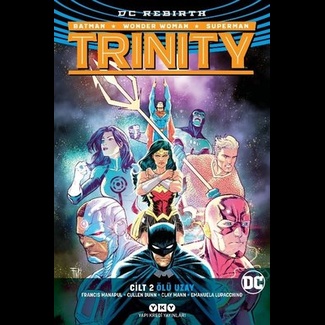 DC REBIRTH
BATMAN • WONDER WOMAN • SUPERMAN
TRINITY
CİLT 2 ÖLÜ UZAY
FRANCIS MANAPUL • CULLEN BUNN • CLAY MANN • EMANUELA LUPACCHINO
YKY
YAPI KREDİ YAYINLARI
DC